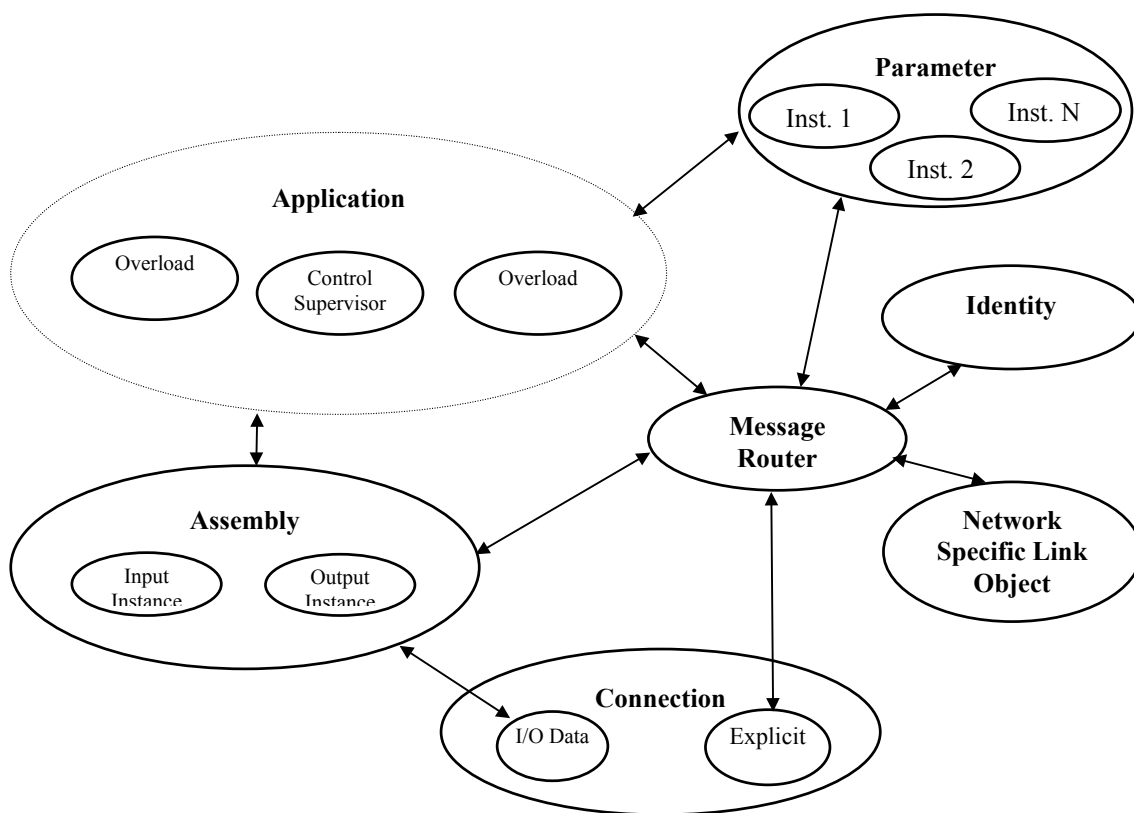 Parameter
Inst. 1
Inst. N
Inst. 2
Application
Overload
Control
Supervisor
Overload
Identity
Message
Router
Network
Specific Link
Object
Assembly
Input
Instance
Output
Instance
Connection
I/O Data
Explicit